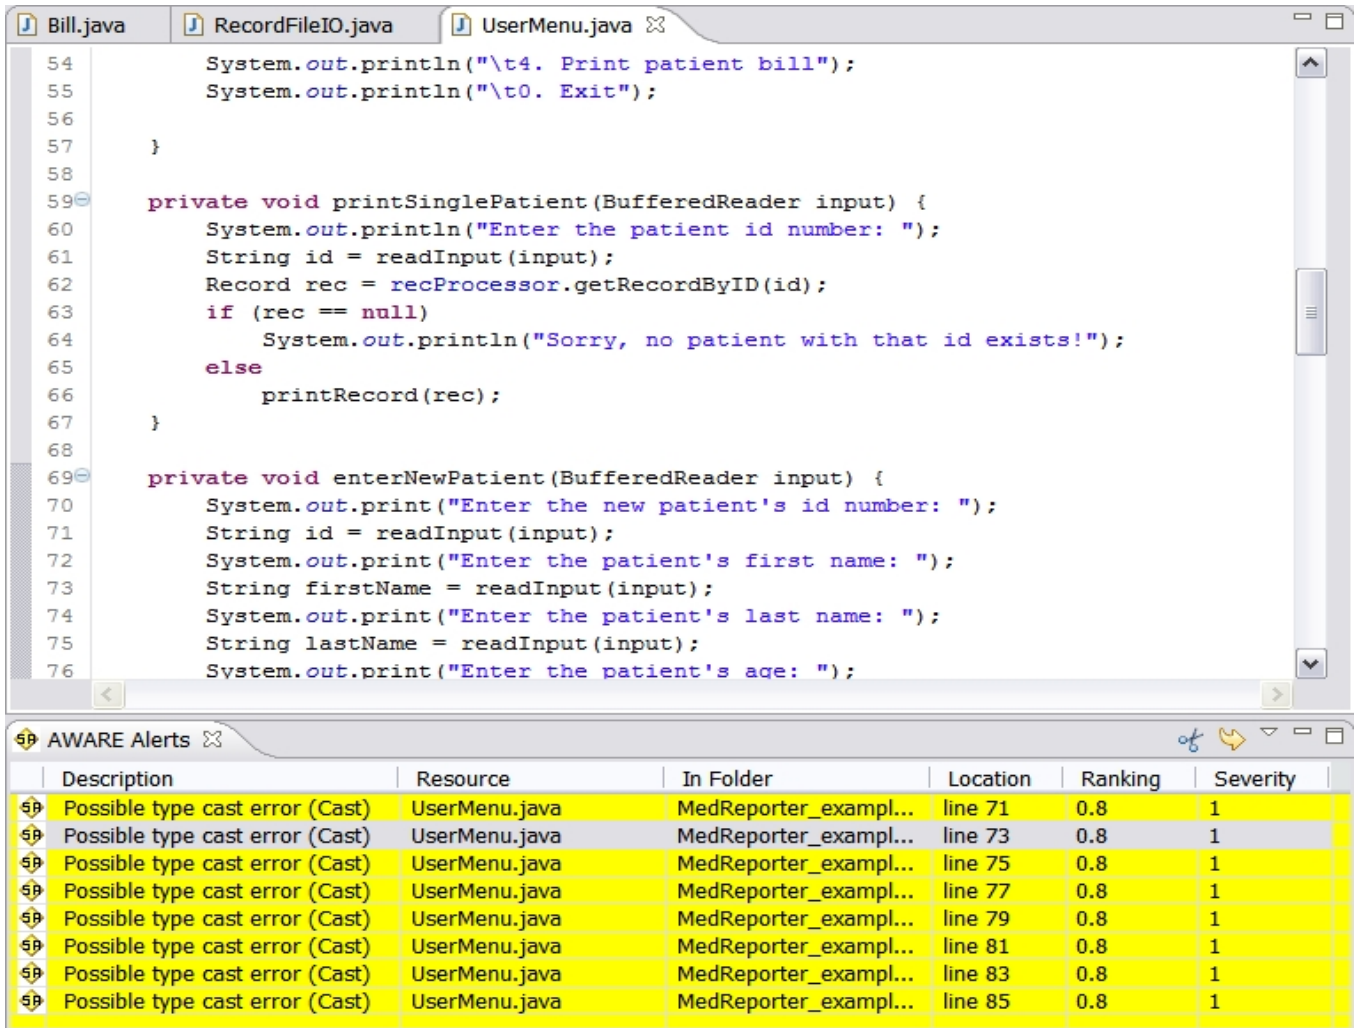 Bill.java RecordFileIO.java UserMenu.java
54 System.out.println("\t4. Print patient bill");
55 System.out.println("\t0. Exit");
56
57 }
58
59 private void printSinglePatient(BufferedReader input) {
60 System.out.println("Enter the patient id number: ");
61 String id = readInput(input);
62 Record rec = recProcessor.getRecordByID(id);
63 if (rec == null)
64 System.out.println("Sorry, no patient with that id exists!");
65 else
66 printRecord(rec);
67 }
68
69 private void enterNewPatient(BufferedReader input) {
70 System.out.print("Enter the new patient's id number: ");
71 String id = readInput(input);
72 System.out.print("Enter the patient's first name: ");
73 String firstName = readInput(input);
74 System.out.print("Enter the patient's last name: ");
75 String lastName = readInput(input);
76 System.out.print("Enter the patient's age: ");
SA AWARE Alerts
Description Resource In Folder Location Ranking Severity
SA Possible type cast error (Cast) UserMenu.java MedReporter_exampl... line 71 0.8 1
SA Possible type cast error (Cast) UserMenu.java MedReporter_exampl... line 73 0.8 1
SA Possible type cast error (Cast) UserMenu.java MedReporter_exampl... line 75 0.8 1
SA Possible type cast error (Cast) UserMenu.java MedReporter_exampl... line 77 0.8 1
SA Possible type cast error (Cast) UserMenu.java MedReporter_exampl... line 79 0.8 1
SA Possible type cast error (Cast) UserMenu.java MedReporter_exampl... line 81 0.8 1
SA Possible type cast error (Cast) UserMenu.java MedReporter_exampl... line 83 0.8 1
SA Possible type cast error (Cast) UserMenu.java MedReporter_exampl... line 85 0.8 1